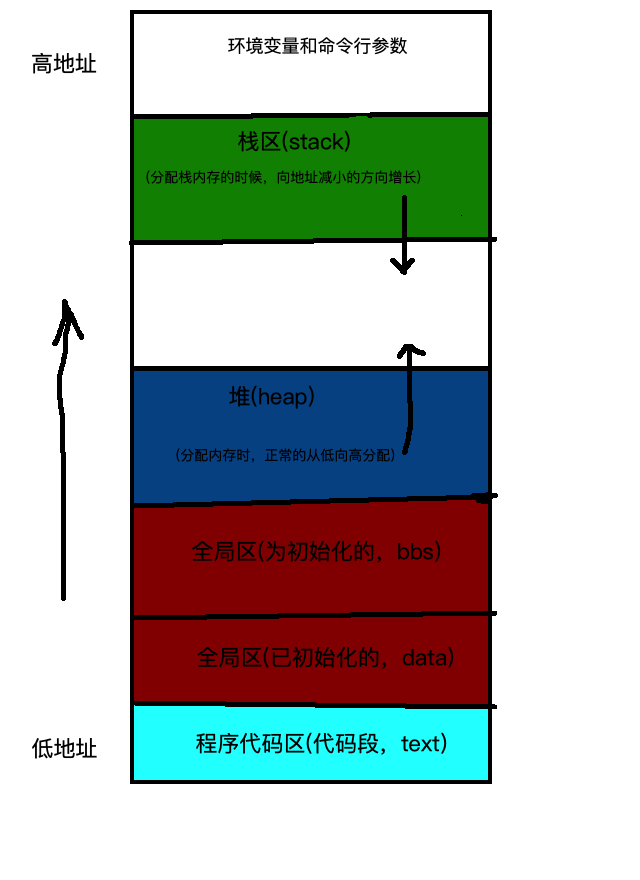 环境变量和命令行参数
高地址
栈区(stack)
(分配栈内存的时候，向地址减小的方向增长)
堆(heap)
(分配内存时，正常的从低向高分配)
全局区(为初始化的，bbs)
全局区(已初始化的，data)
程序代码区(代码段，text)
低地址